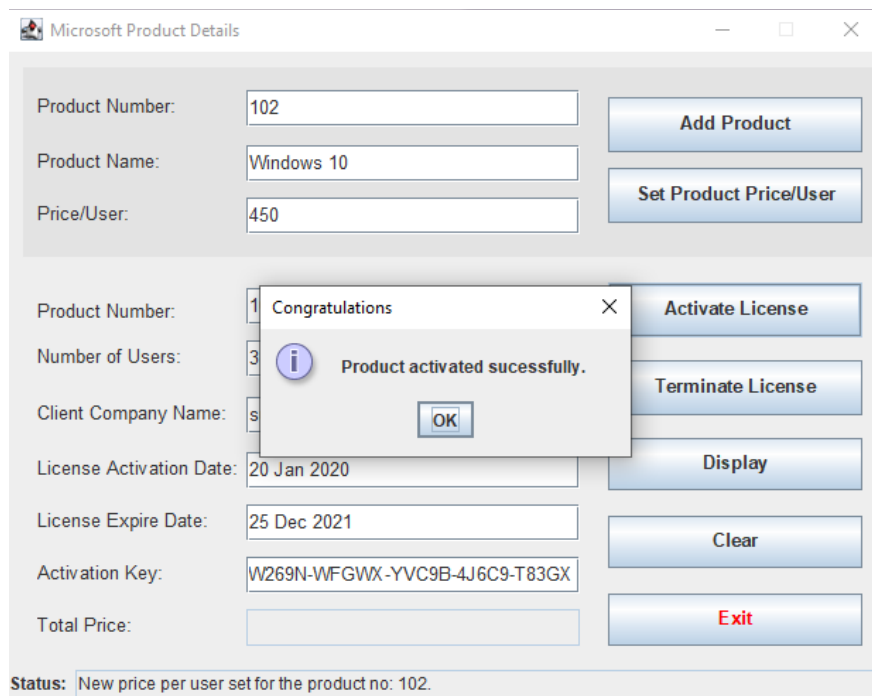 Microsoft Product Details
Product Number: 102 Add Product
Product Name: Windows 10
Set Product Price/User
Price/User: 450
Product Number: 1 Congratulations Activate License
Number of Users: 3
Product activated sucessfully.
Terminate License
Client Company Name: s OK
License Activation Date: 20 Jan 2020 Display
License Expire Date: 25 Dec 2021
Clear
Activation Key: W269N-WFGWX-YVC9B-4J6C9-T83GX
Total Price: Exit
Status: New price per user set for the product no: 102.